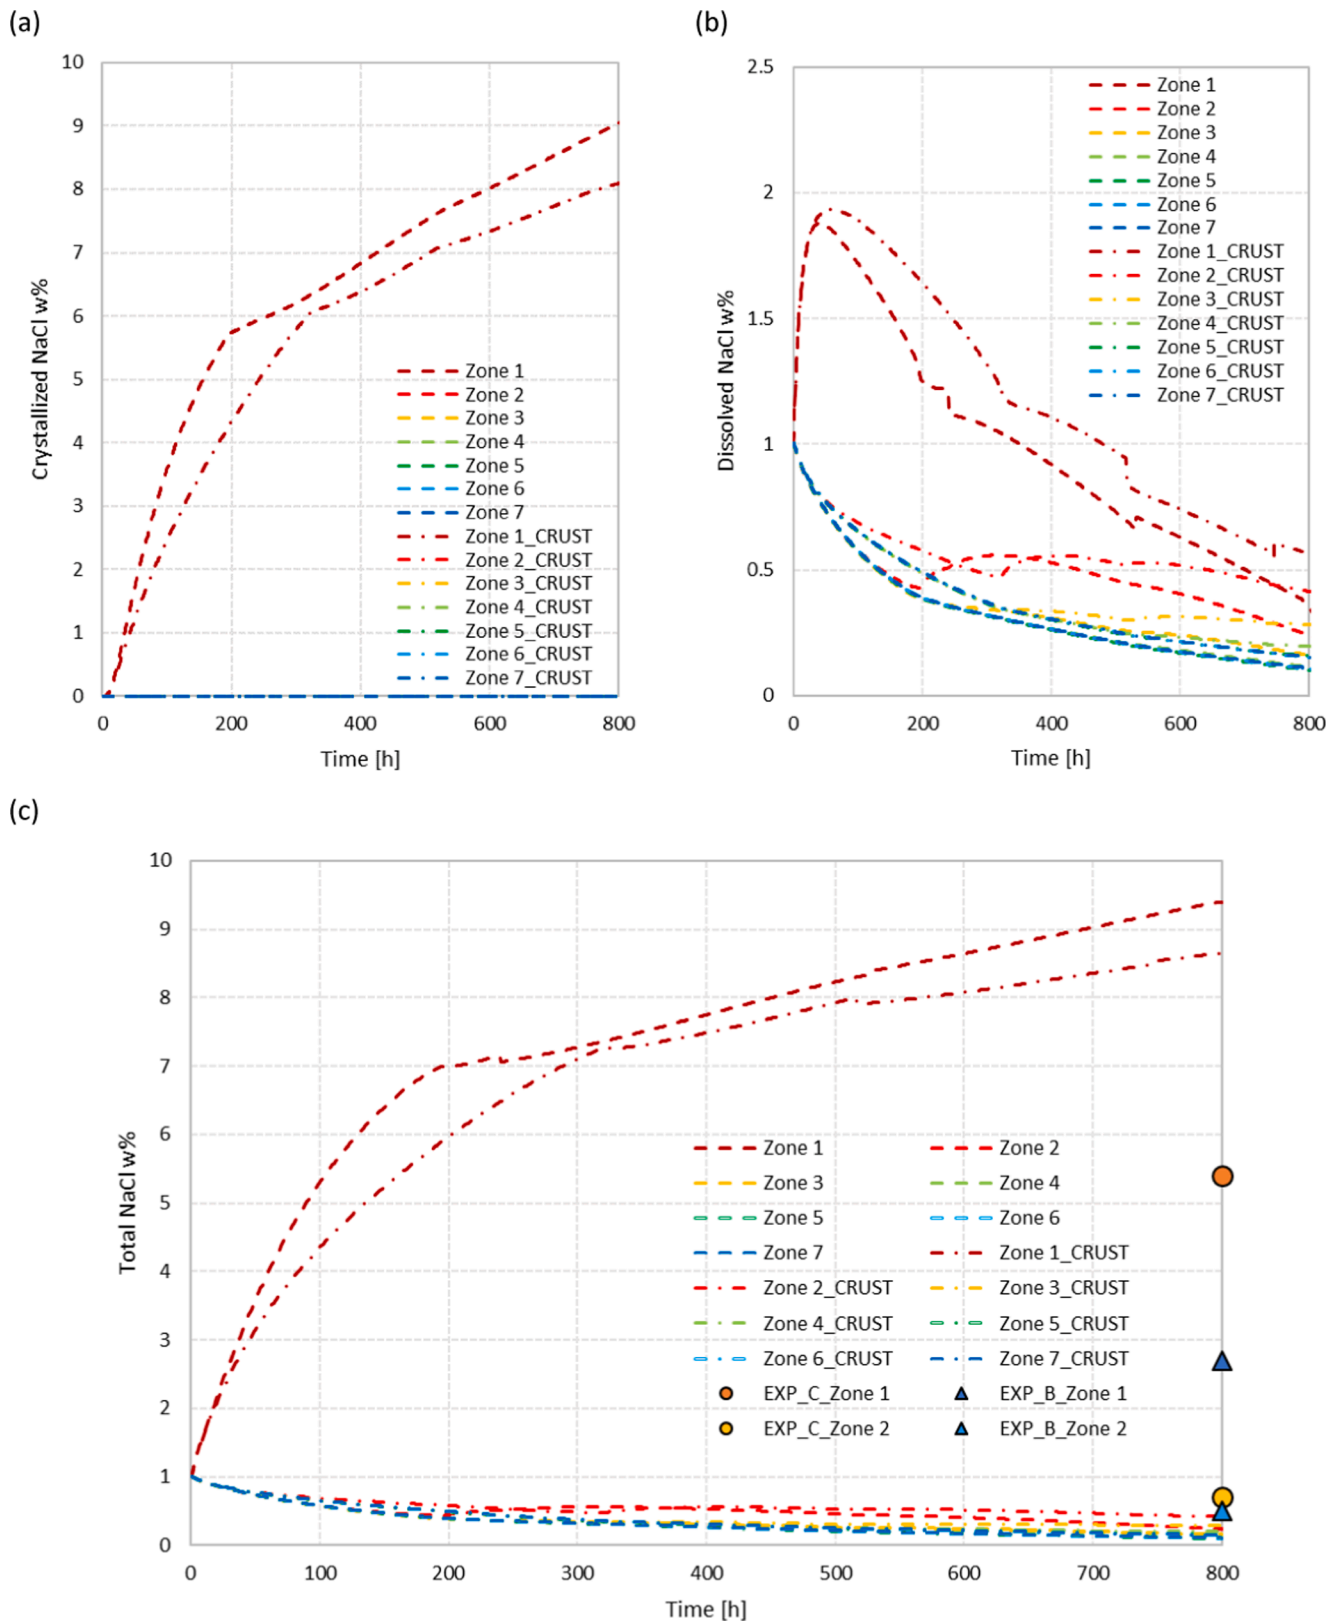 (a)
(b)
10
9
8
7
6
5
4
3
2
1
0
Crystallized NaCl w%
Zone 1
Zone 2
Zone 3
Zone 4
Zone 5
Zone 6
Zone 7
Zone 1_CRUST
Zone 2_CRUST
Zone 3_CRUST
Zone 4_CRUST
Zone 5_CRUST
Zone 6_CRUST
Zone 7_CRUST
0 200 400 600 800
Time [h]
2.5
2
1.5
1
0.5
0
Dissolved NaCl w%
Zone 1
Zone 2
Zone 3
Zone 4
Zone 5
Zone 6
Zone 7
Zone 1_CRUST
Zone 2_CRUST
Zone 3_CRUST
Zone 4_CRUST
Zone 5_CRUST
Zone 6_CRUST
Zone 7_CRUST
0 200 400 600 800
Time [h]
(c)
10
9
8
7
6
5
4
3
2
1
0
Total NaCl w%
Zone 1 Zone 2
Zone 3 Zone 4
Zone 5 Zone 6
Zone 7 Zone 1_CRUST
Zone 2_CRUST Zone 3_CRUST
Zone 4_CRUST Zone 5_CRUST
Zone 6_CRUST Zone 7_CRUST
EXP_C_Zone 1 EXP_B_Zone 1
EXP_C_Zone 2 EXP_B_Zone 2
0 100 200 300 400 500 600 700 800
Time [h]